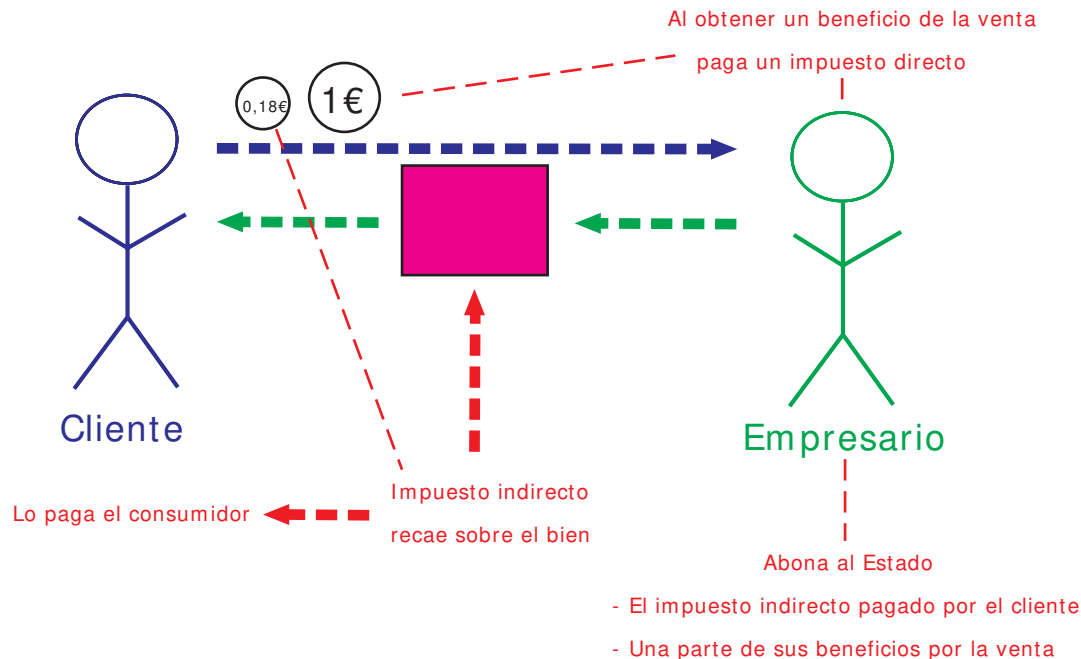 Al obtener un beneficio de la venta
paga un impuesto directo
0,18€
1€
Cliente
Empresario
Impuesto indirecto
recae sobre el bien
Lo paga el consumidor
Abona al Estado
- El impuesto indirecto pagado por el cliente
- Una parte de sus beneficios por la venta